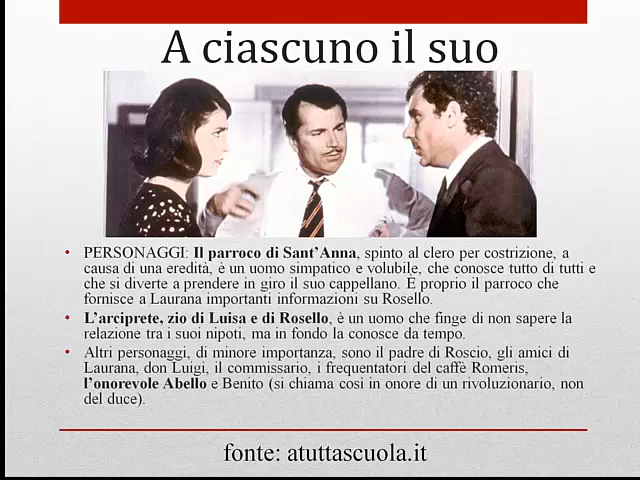 A ciascuno il suo
• PERSONAGGI: Il parroco di Sant'Anna, spinto al clero per costrizione, a
causa di una eredità, è un uomo simpatico e volubile, che conosce tutto di tutti e
che si diverte a prendere in giro il suo cappellano. È proprio il parroco che
fornisce a Laurana importanti informazioni su Rosello.
• L'arciprete, zio di Luisa e di Rosello, è un uomo che finge di non sapere la
relazione tra i suoi nipoti, ma in fondo la conosce da tempo.
• Altri personaggi, di minore importanza, sono il padre di Roscio, gli amici di
Laurana, don Luigi, il commissario, i frequentatori del caffè Romeris,
l'onorevole Abello e Benito (si chiama così in onore di un rivoluzionario, non
del duce).
fonte: atuttascuola.it